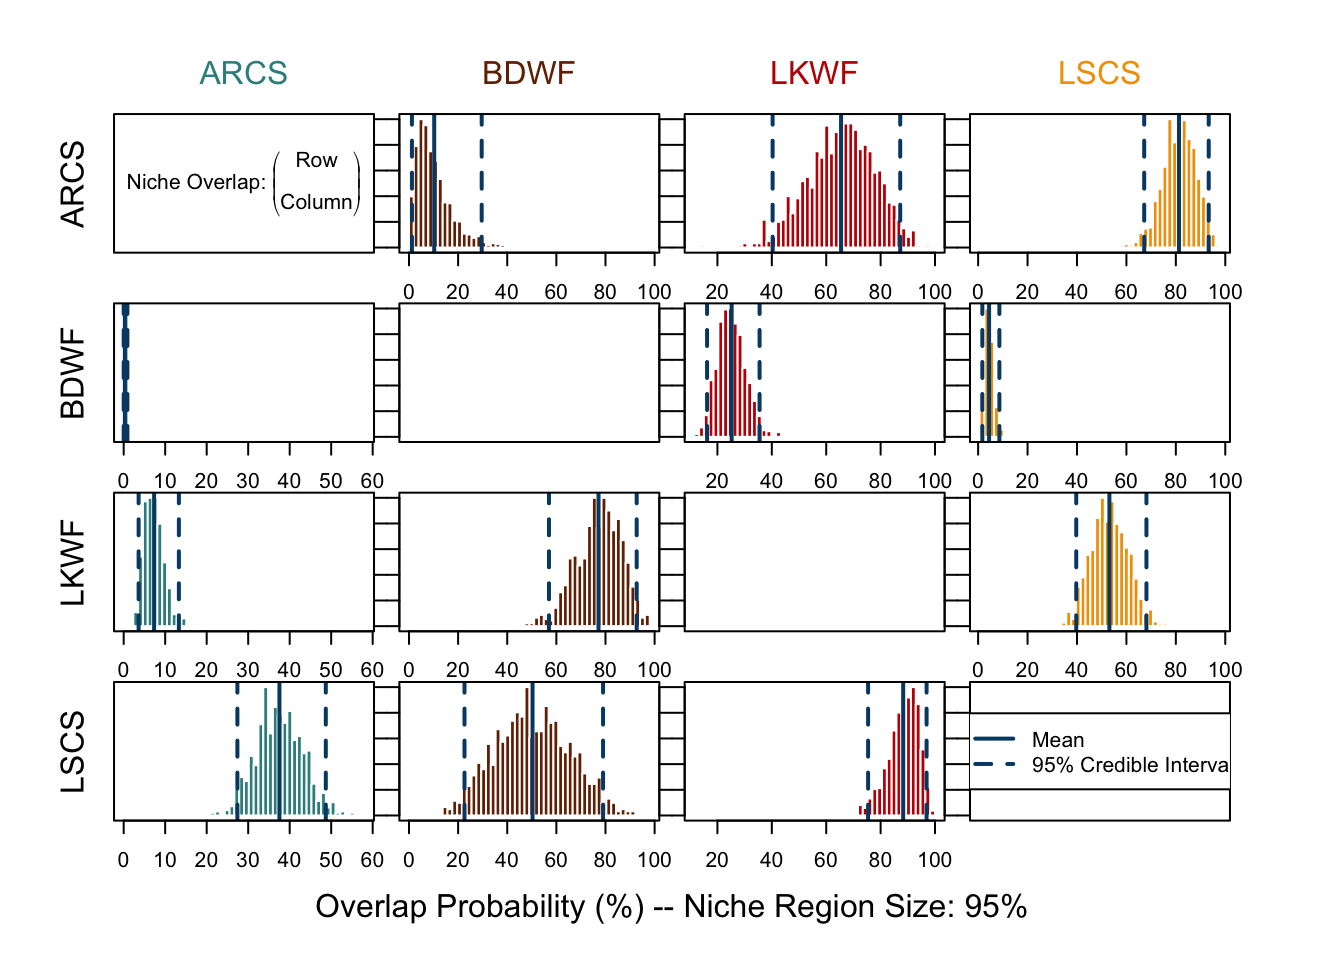 ARCS BDWF LKWF LSCS
ARCS
Niche Overlap: (Row
Column)
0 20 40 60 80 100 20 40 60 80 100 0 20 40 60 80 100
BDWF
0 10 20 30 40 50 60 20 40 60 80 100 0 20 40 60 80 100
LKWF
0 10 20 30 40 50 60 0 20 40 60 80 100 0 20 40 60 80 100
LSCS
Mean
95% Credible Interva
0 10 20 30 40 50 60 0 20 40 60 80 100 20 40 60 80 100
Overlap Probability (%) -- Niche Region Size: 95%